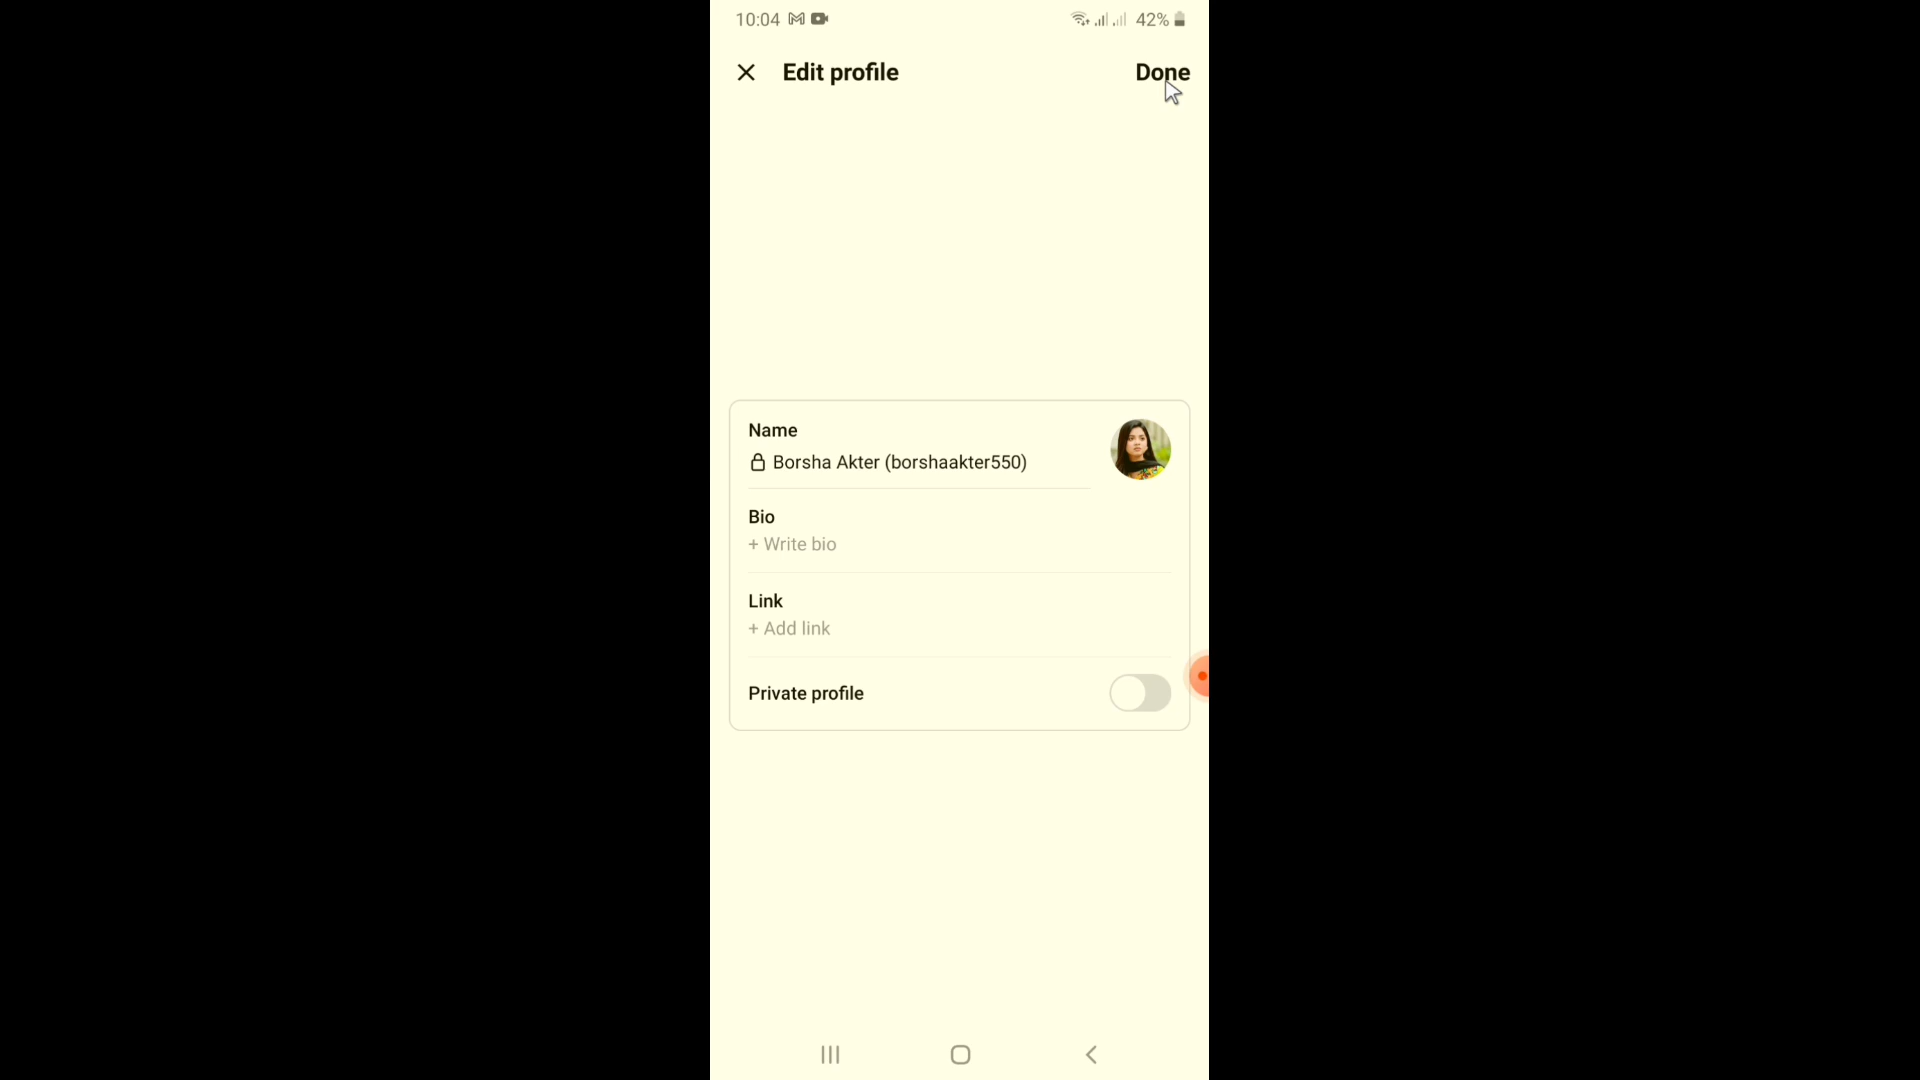 10:04 42%
Edit profile Done
Name
Borsha Akter (borshaakter550)
Bio
+ Write bio
Link
+ Add link
Private profile